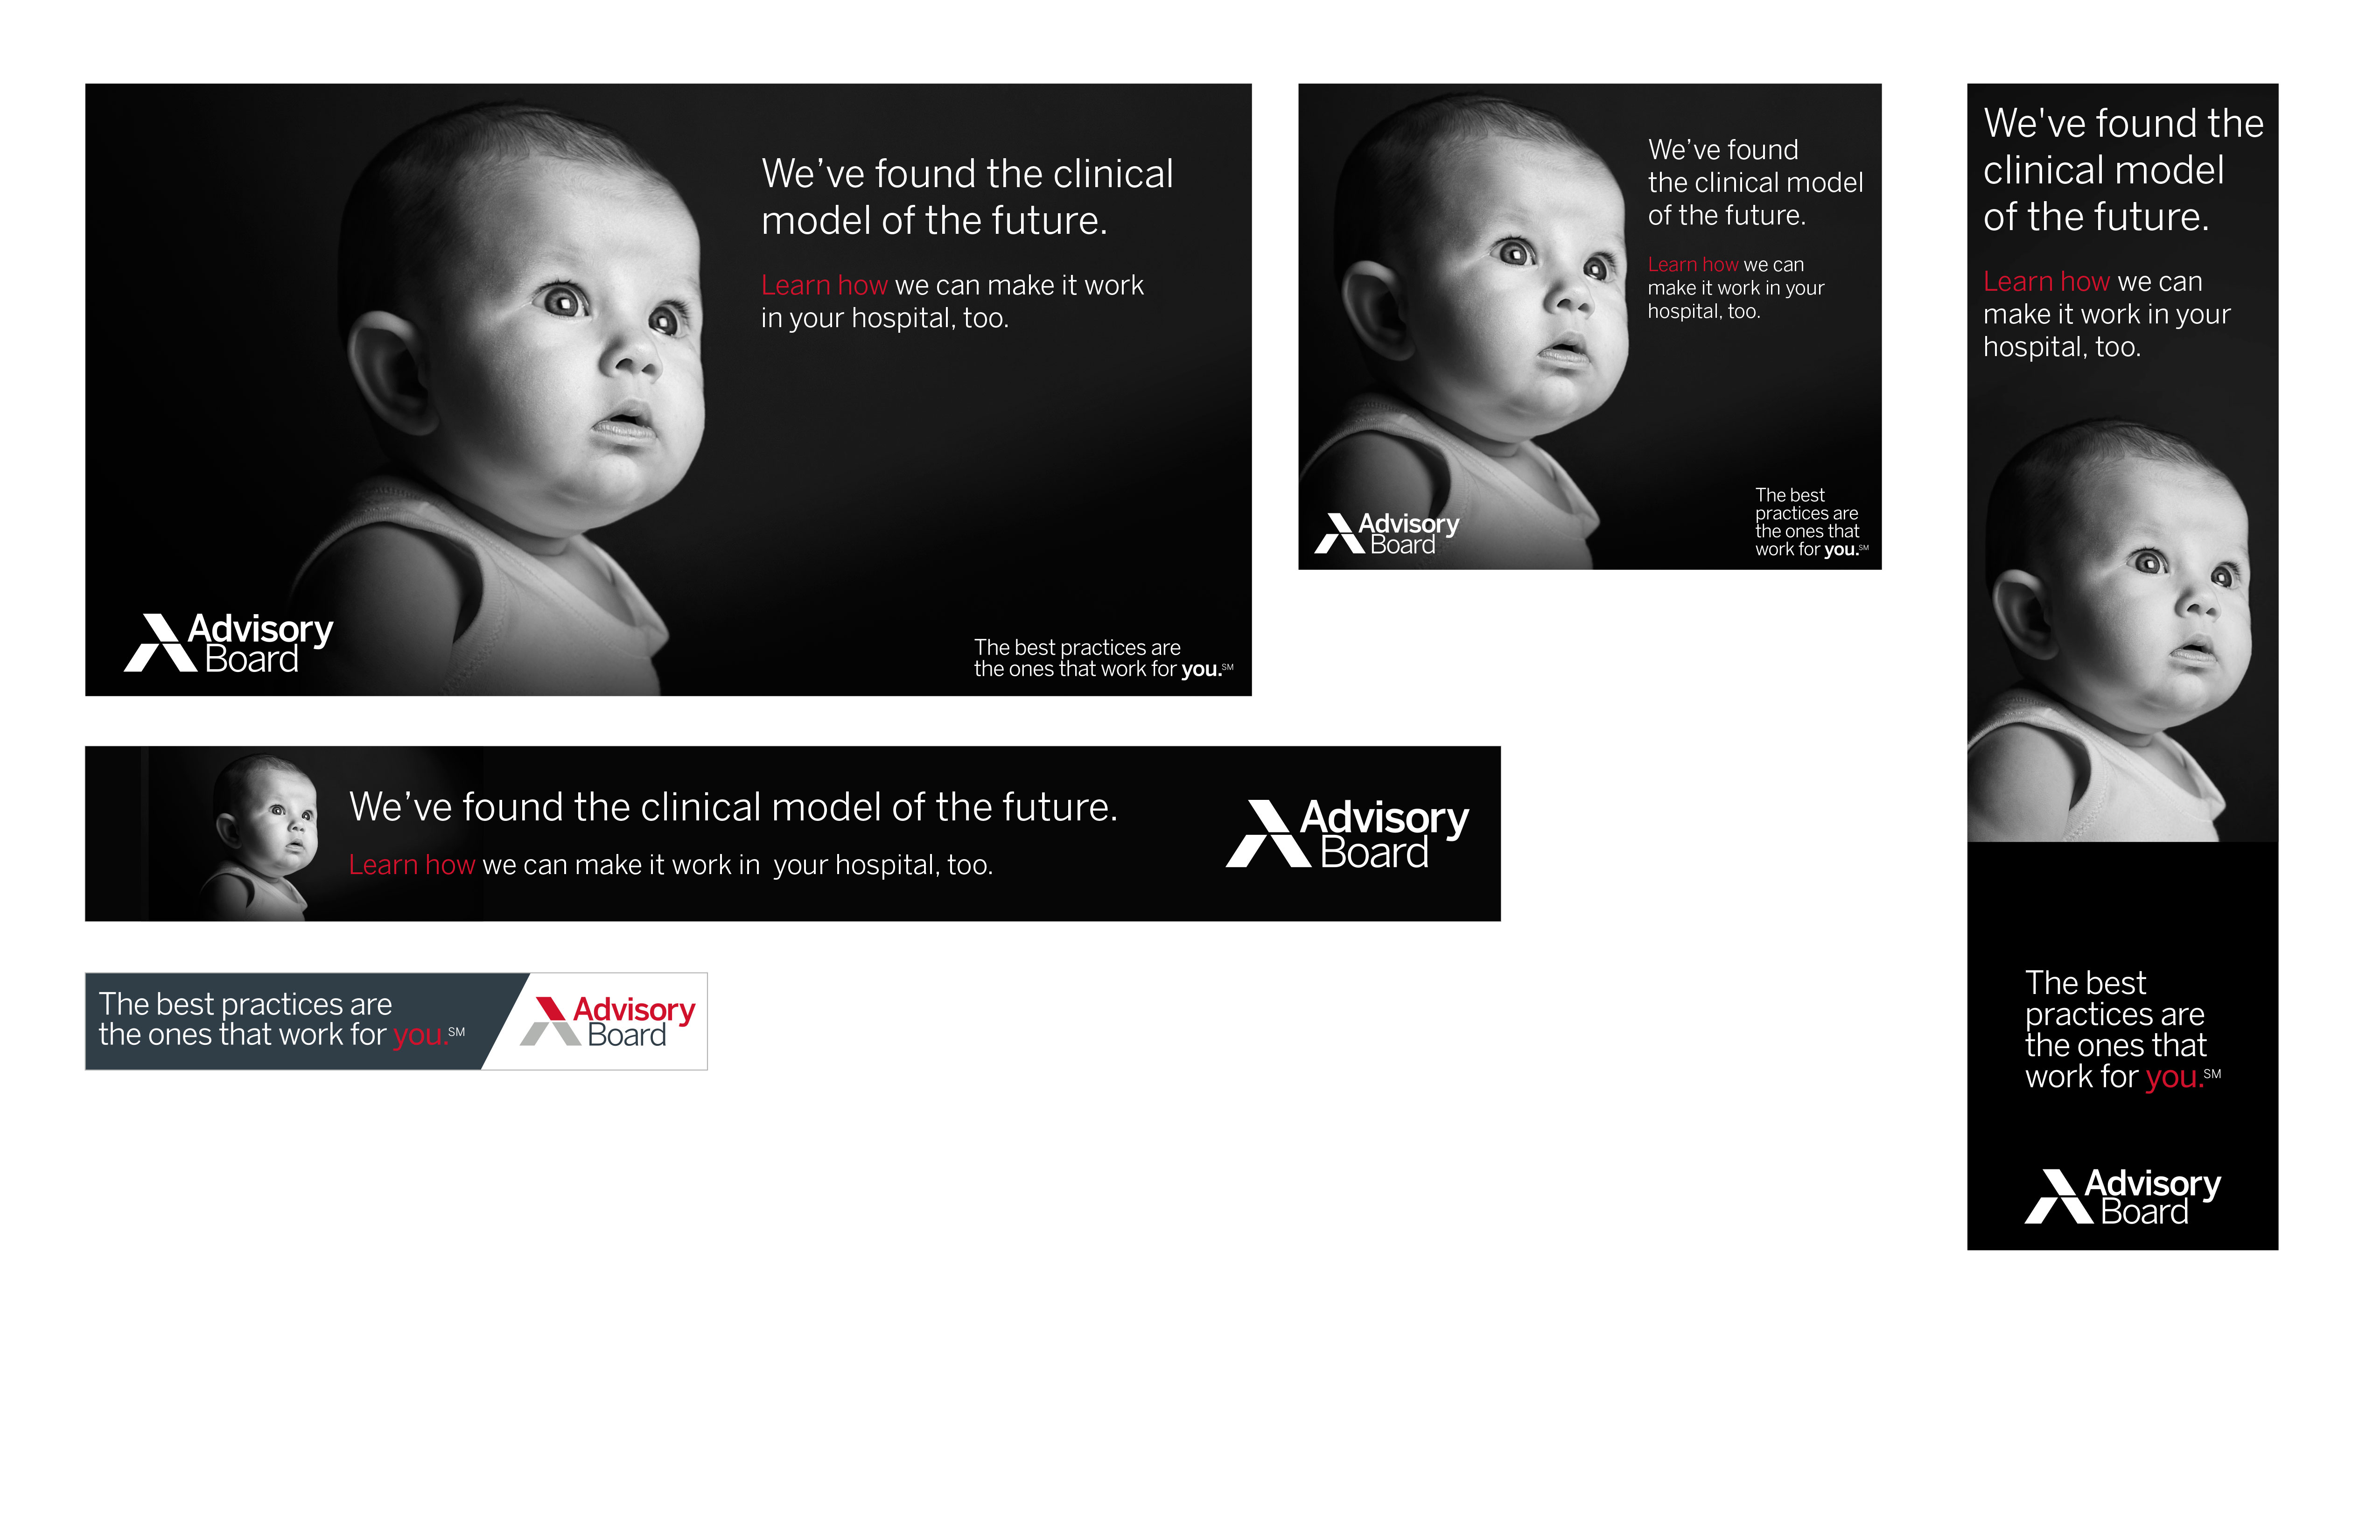 We’ve found the clinical
model of the future.
Learn how we can make it work
in your hospital, too.
Advisory
Board
The best practices are
the ones that work for you.SM
We’ve found
the clinical model
of the future.
Learn how we can
make it work in your
hospital, too.
Advisory
Board
The best
practices are
the ones that
work for you.SM
We've found the
clinical model
of the future.
Learn how we can
make it work in your
hospital, too.
The best
practices are
the ones that
work for you.SM
Advisory
Board
We’ve found the clinical model of the future.
Learn how we can make it work in  your hospital, too.
Advisory
Board
The best practices are
the ones that work for you.SM
Advisory
Board